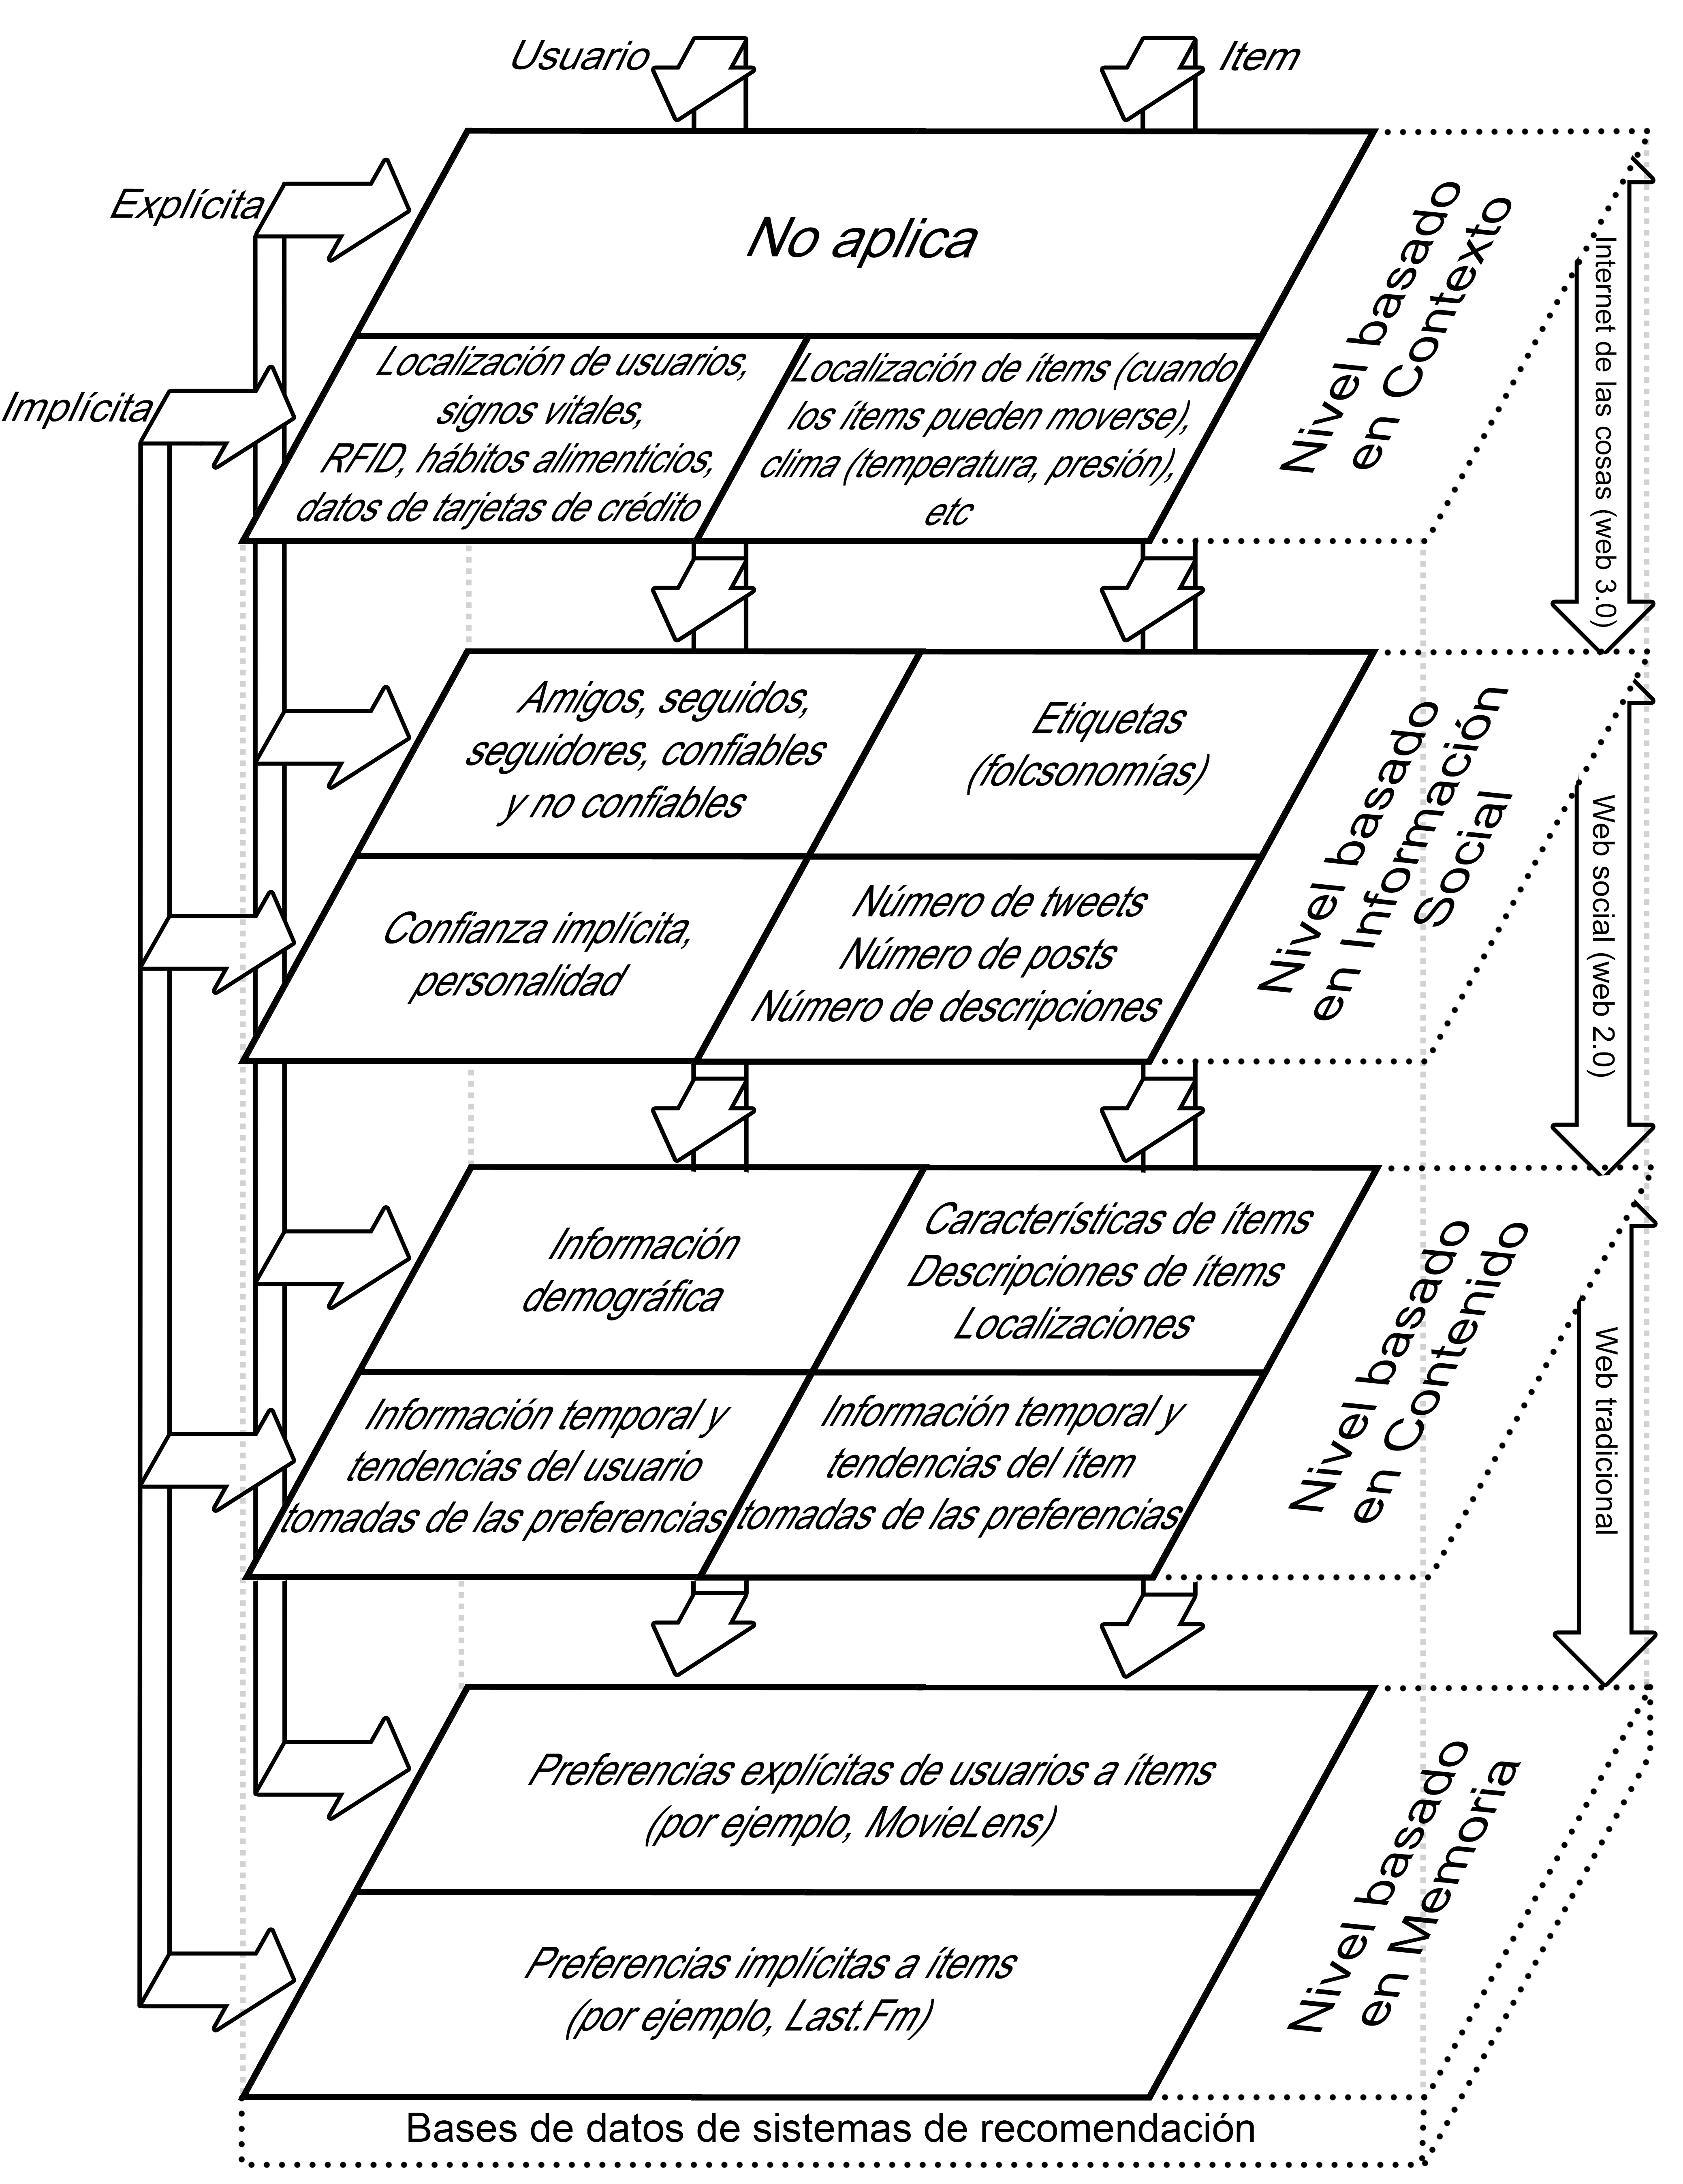 Usuario
Item
Explícita
No aplica
Nivel basado
en Contexto
Internet de las cosas (web 3.0)
Implícita
Localización de usuarios,
signos vitales,
RFID, hábitos alimenticios,
datos de tarjetas de crédito
Localización de ítems (cuando
los ítems pueden moverse),
clima (temperatura, presión),
etc
Amigos, seguidos,
seguidores, confiables
y no confiables
Etiquetas
(folcsonomías)
Nivel basado
en Información
Social
Web social (web 2.0)
Confianza implícita,
personalidad
Número de tweets
Número de posts
Número de descripciones
Información
demográfica
Características de ítems
Descripciones de ítems
Localizaciones
Nivel basado
en Contenido
Web tradicional
Información temporal y
tendencias del usuario
tomadas de las preferencias
Información temporal y
tendencias del ítem
tomadas de las preferencias
Preferencias explícitas de usuarios a ítems
(por ejemplo, MovieLens)
Nivel basado
en Memoria
Preferencias implícitas a ítems
(por ejemplo, Last.Fm)
Bases de datos de sistemas de recomendación